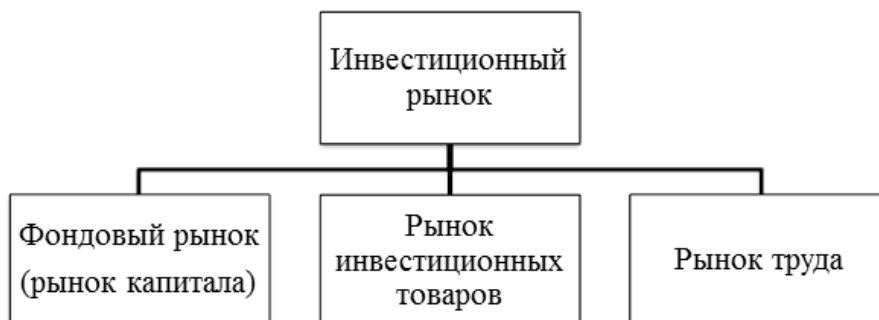 Инвестиционный
рынок
Фондовый рынок
(рынок капитала)
Рынок
инвестиционных
товаров
Рынок труда